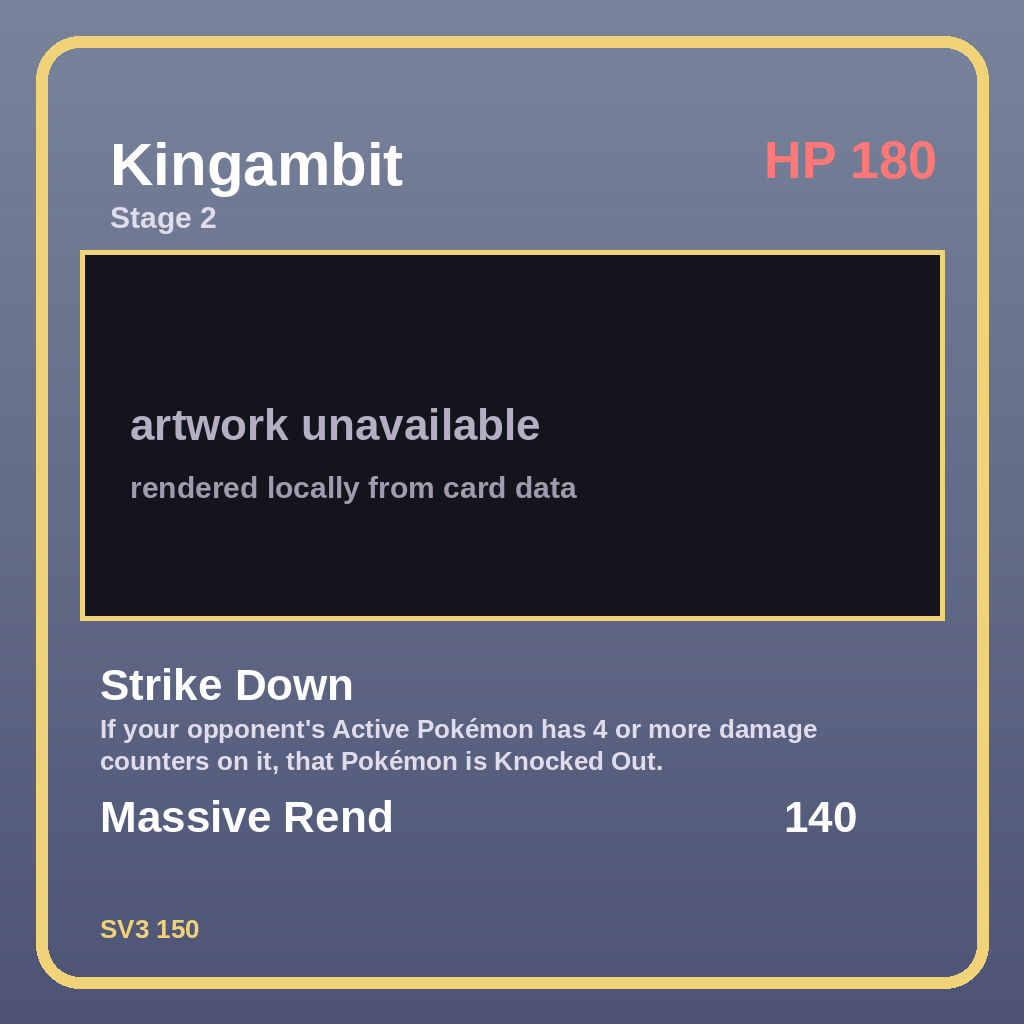 Kingambit
HP 180
Stage 2
artwork unavailable
rendered locally from card data
Strike Down
If your opponent's Active Pokémon has 4 or more damage
counters on it, that Pokémon is Knocked Out.
Massive Rend 140
SV3 150